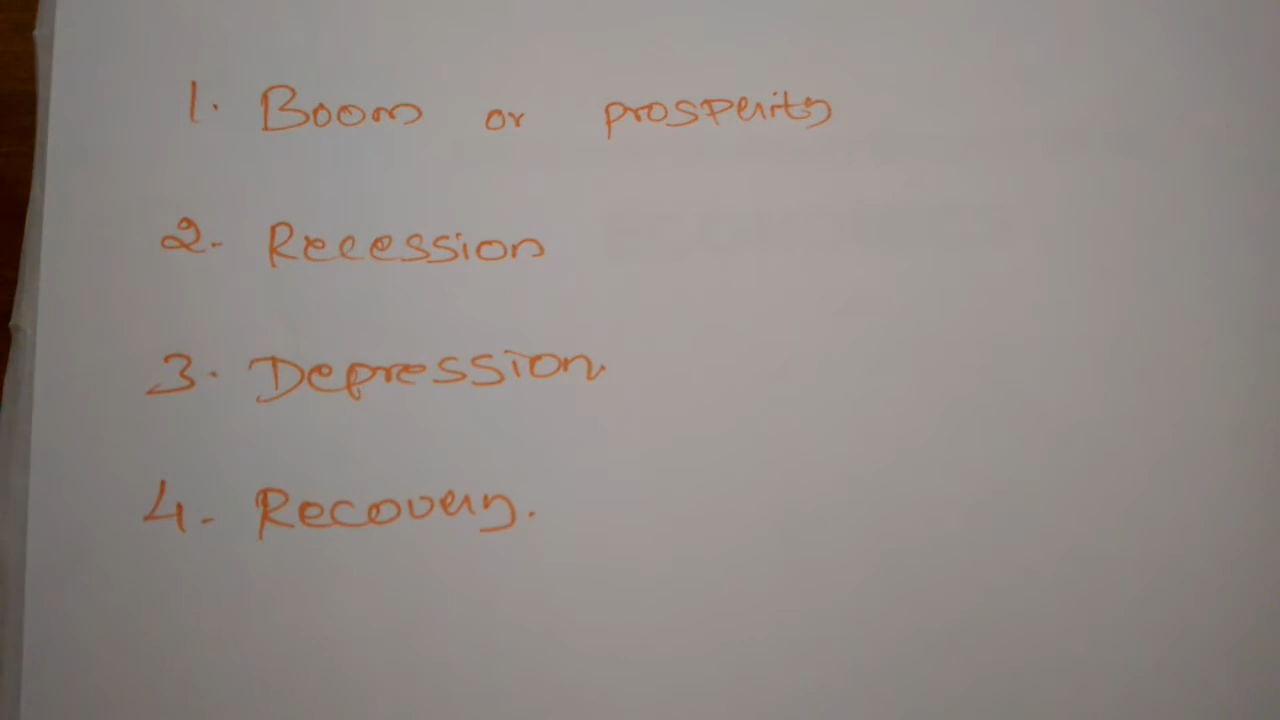 1. Boom or prosperity
2. Recession
3. Depression.
4. Recovery.